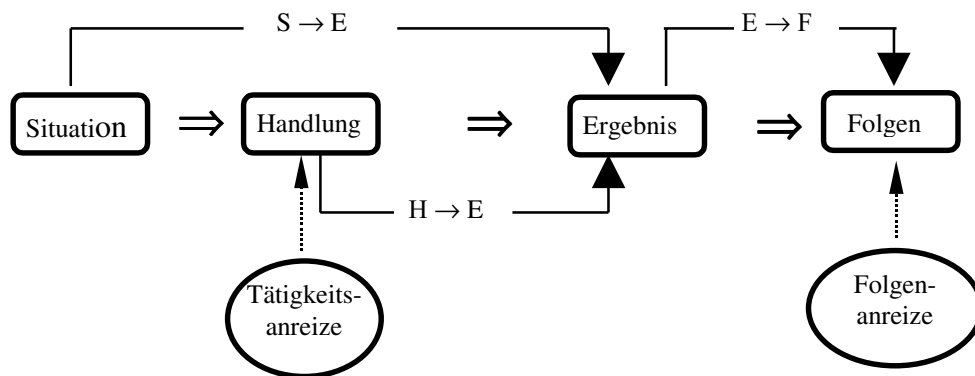 S → E
E → F
Situation
⇒
Handlung
⇒
Ergebnis
⇒
Folgen
H → E
Tätigkeits-
anreize
Folgen-
anreize